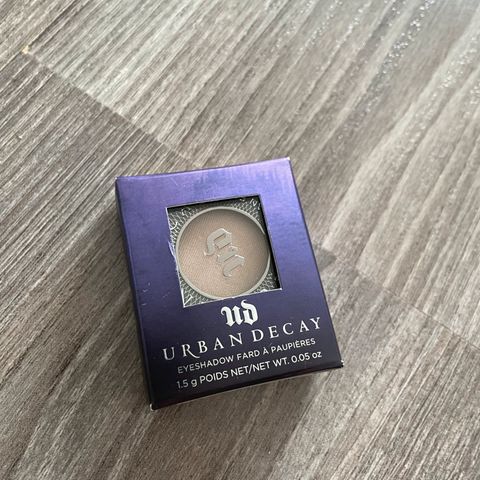 UD
URBAN DECAY
EYESHADOW FARD À PAUPIÈRES
1.5 g POIDS NET/NET WT. 0.05 oz